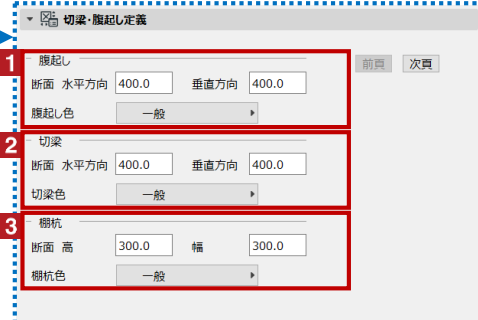 切梁・腹起し定義
1 腹起し 前頁 次頁
断面 水平方向 400.0 垂直方向 400.0
腹起し色 一般
2 切梁
断面 水平方向 400.0 垂直方向 400.0
切梁色 一般
3 棚杭
断面 高 300.0 幅 300.0
棚杭色 一般